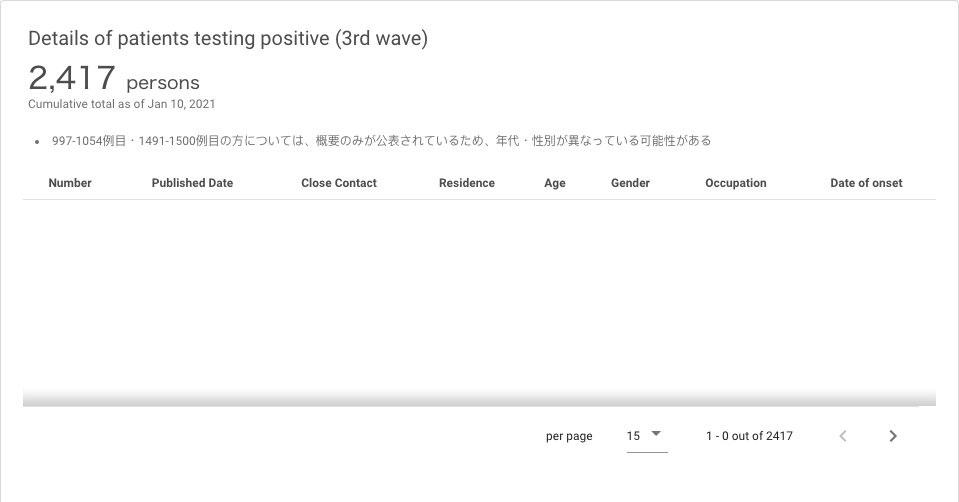 Details of patients testing positive (3rd wave)
2,417 persons
Cumulative total as of Jan 10, 2021
• 997-1054例目・1491-1500例目の方については、概要のみが公表されているため、年代・性別が異なっている可能性がある
Number Published Date Close Contact Residence Age Gender Occupation Date of onset
per page 15 1 - 0 out of 2417